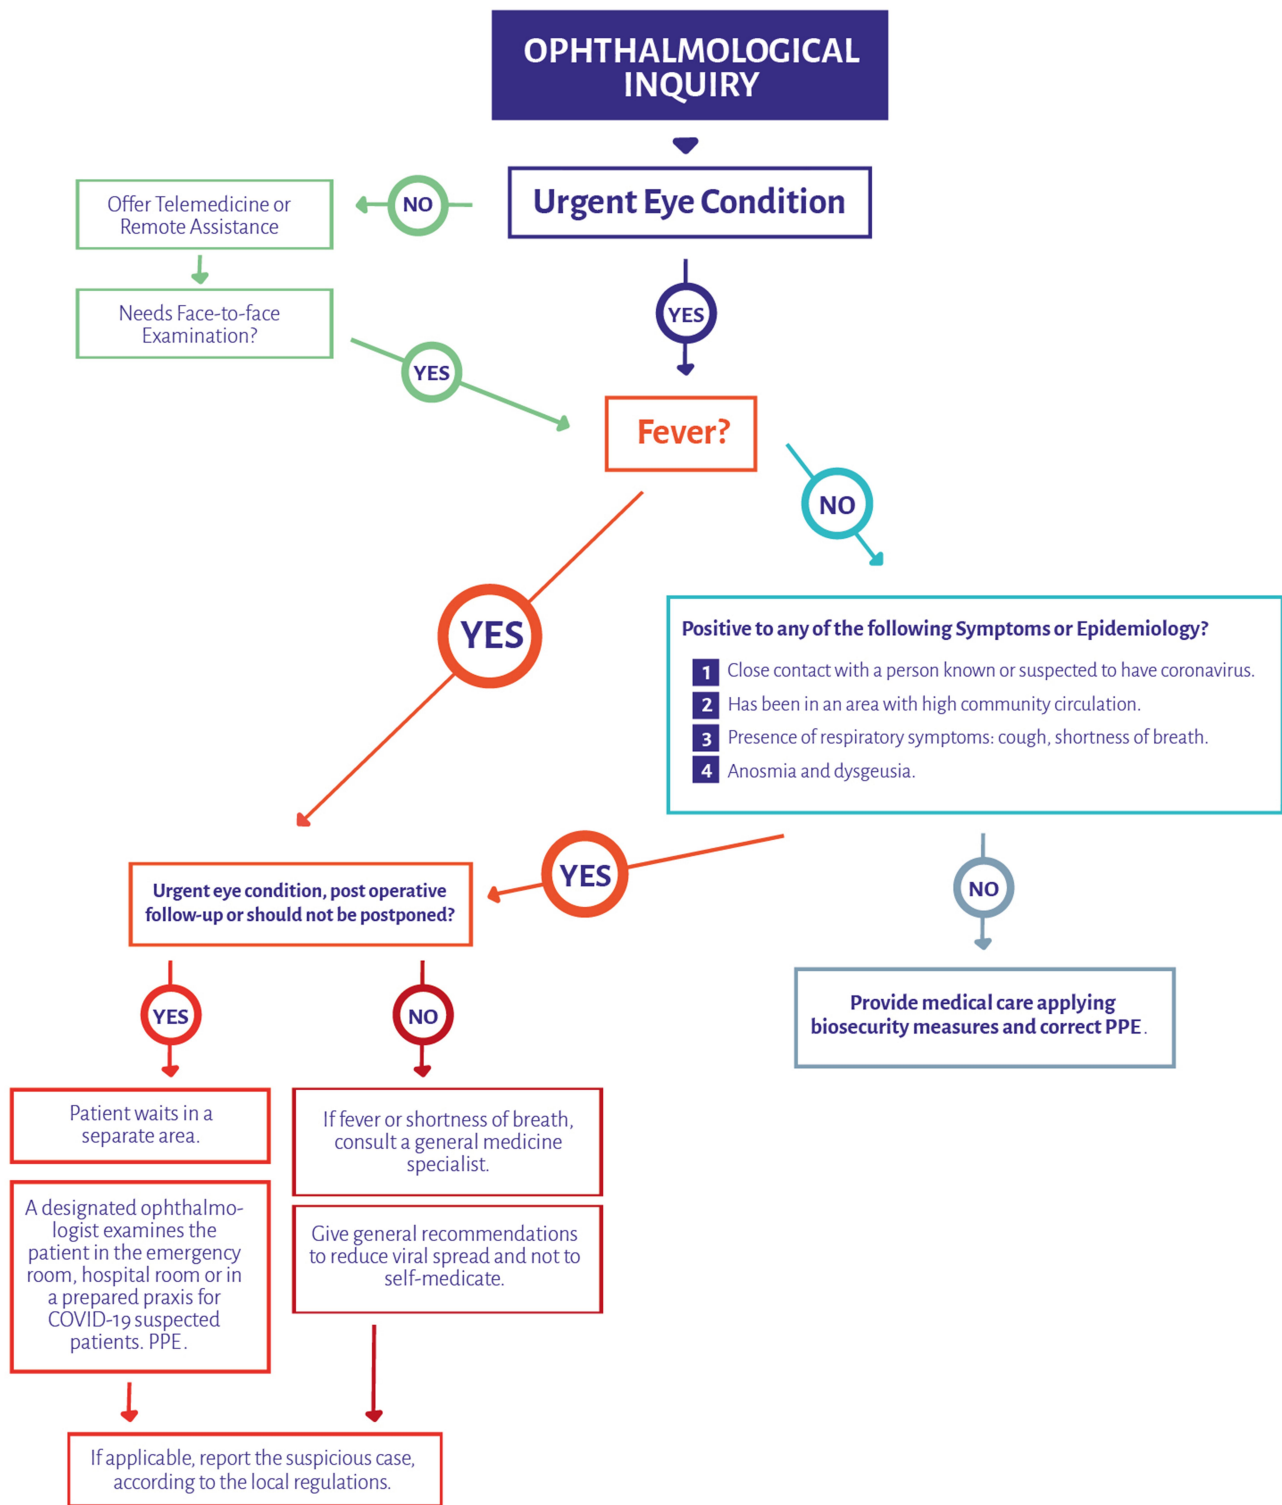 OPHTHALMOLOGICAL
INQUIRY
Urgent Eye Condition
NO
Offer Telemedicine or
Remote Assistance
Needs Face-to-face
Examination?
YES
YES
Fever?
NO
YES
Positive to any of the following Symptoms or Epidemiology?
1 Close contact with a person known or suspected to have coronavirus.
2 Has been in an area with high community circulation.
3 Presence of respiratory symptoms: cough, shortness of breath.
4 Anosmia and dysgeusia.
YES
NO
Urgent eye condition, post operative
follow-up or should not be postponed?
Provide medical care applying
biosecurity measures and correct PPE.
YES
NO
Patient waits in a
separate area.
A designated ophthalmo-
logist examines the
patient in the emergency
room, hospital room or in
a prepared praxis for
COVID-19 suspected
patients. PPE.
If fever or shortness of breath,
consult a general medicine
specialist.
Give general recommendations
to reduce viral spread and not to
self-medicate.
If applicable, report the suspicious case,
according to the local regulations.